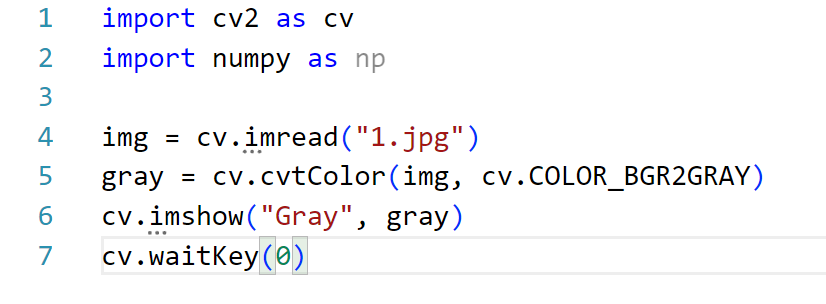 1 import cv2 as cv
2 import numpy as np
3
4 img = cv.imread("1.jpg")
5 gray = cv.cvtColor(img, cv.COLOR_BGR2GRAY)
6 cv.imshow("Gray", gray)
7 cv.waitKey(0)